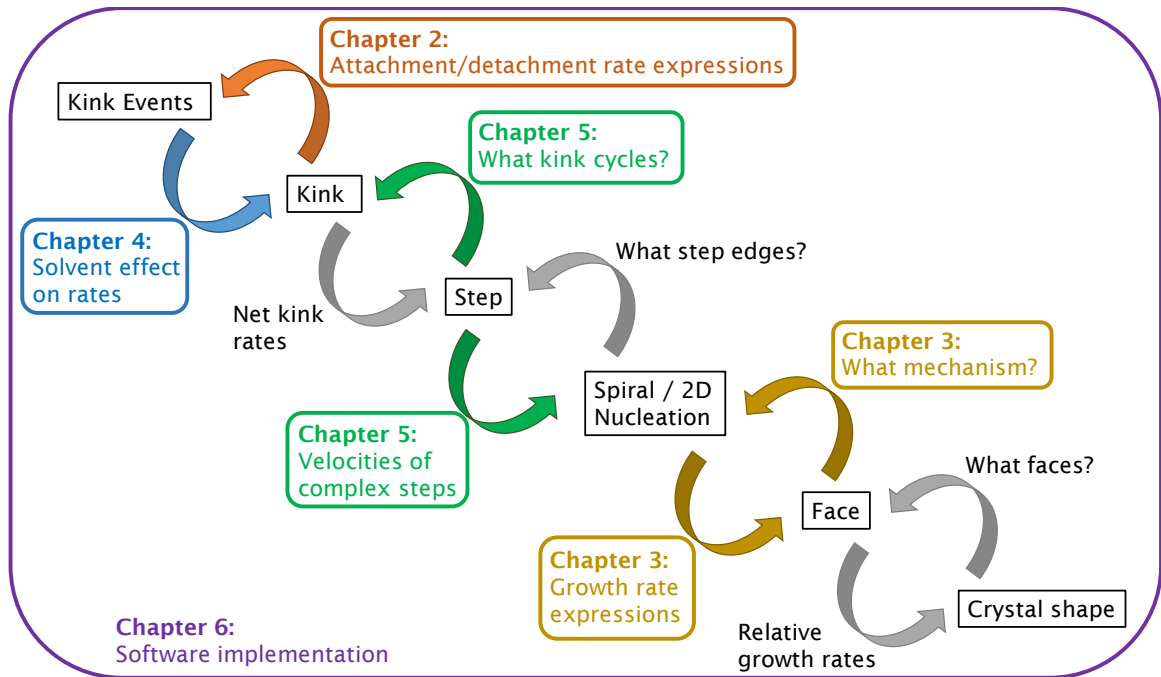 Chapter 2:
Attachment/detachment rate expressions
Kink Events
Chapter 5:
What kink cycles?
Kink
Chapter 4:
Solvent effect
on rates
What step edges?
Step
Net kink
rates
Chapter 3:
What mechanism?
Spiral / 2D
Nucleation
Chapter 5:
Velocities of
complex steps
What faces?
Face
Chapter 3:
Growth rate
expressions
Crystal shape
Relative
growth rates
Chapter 6:
Software implementation